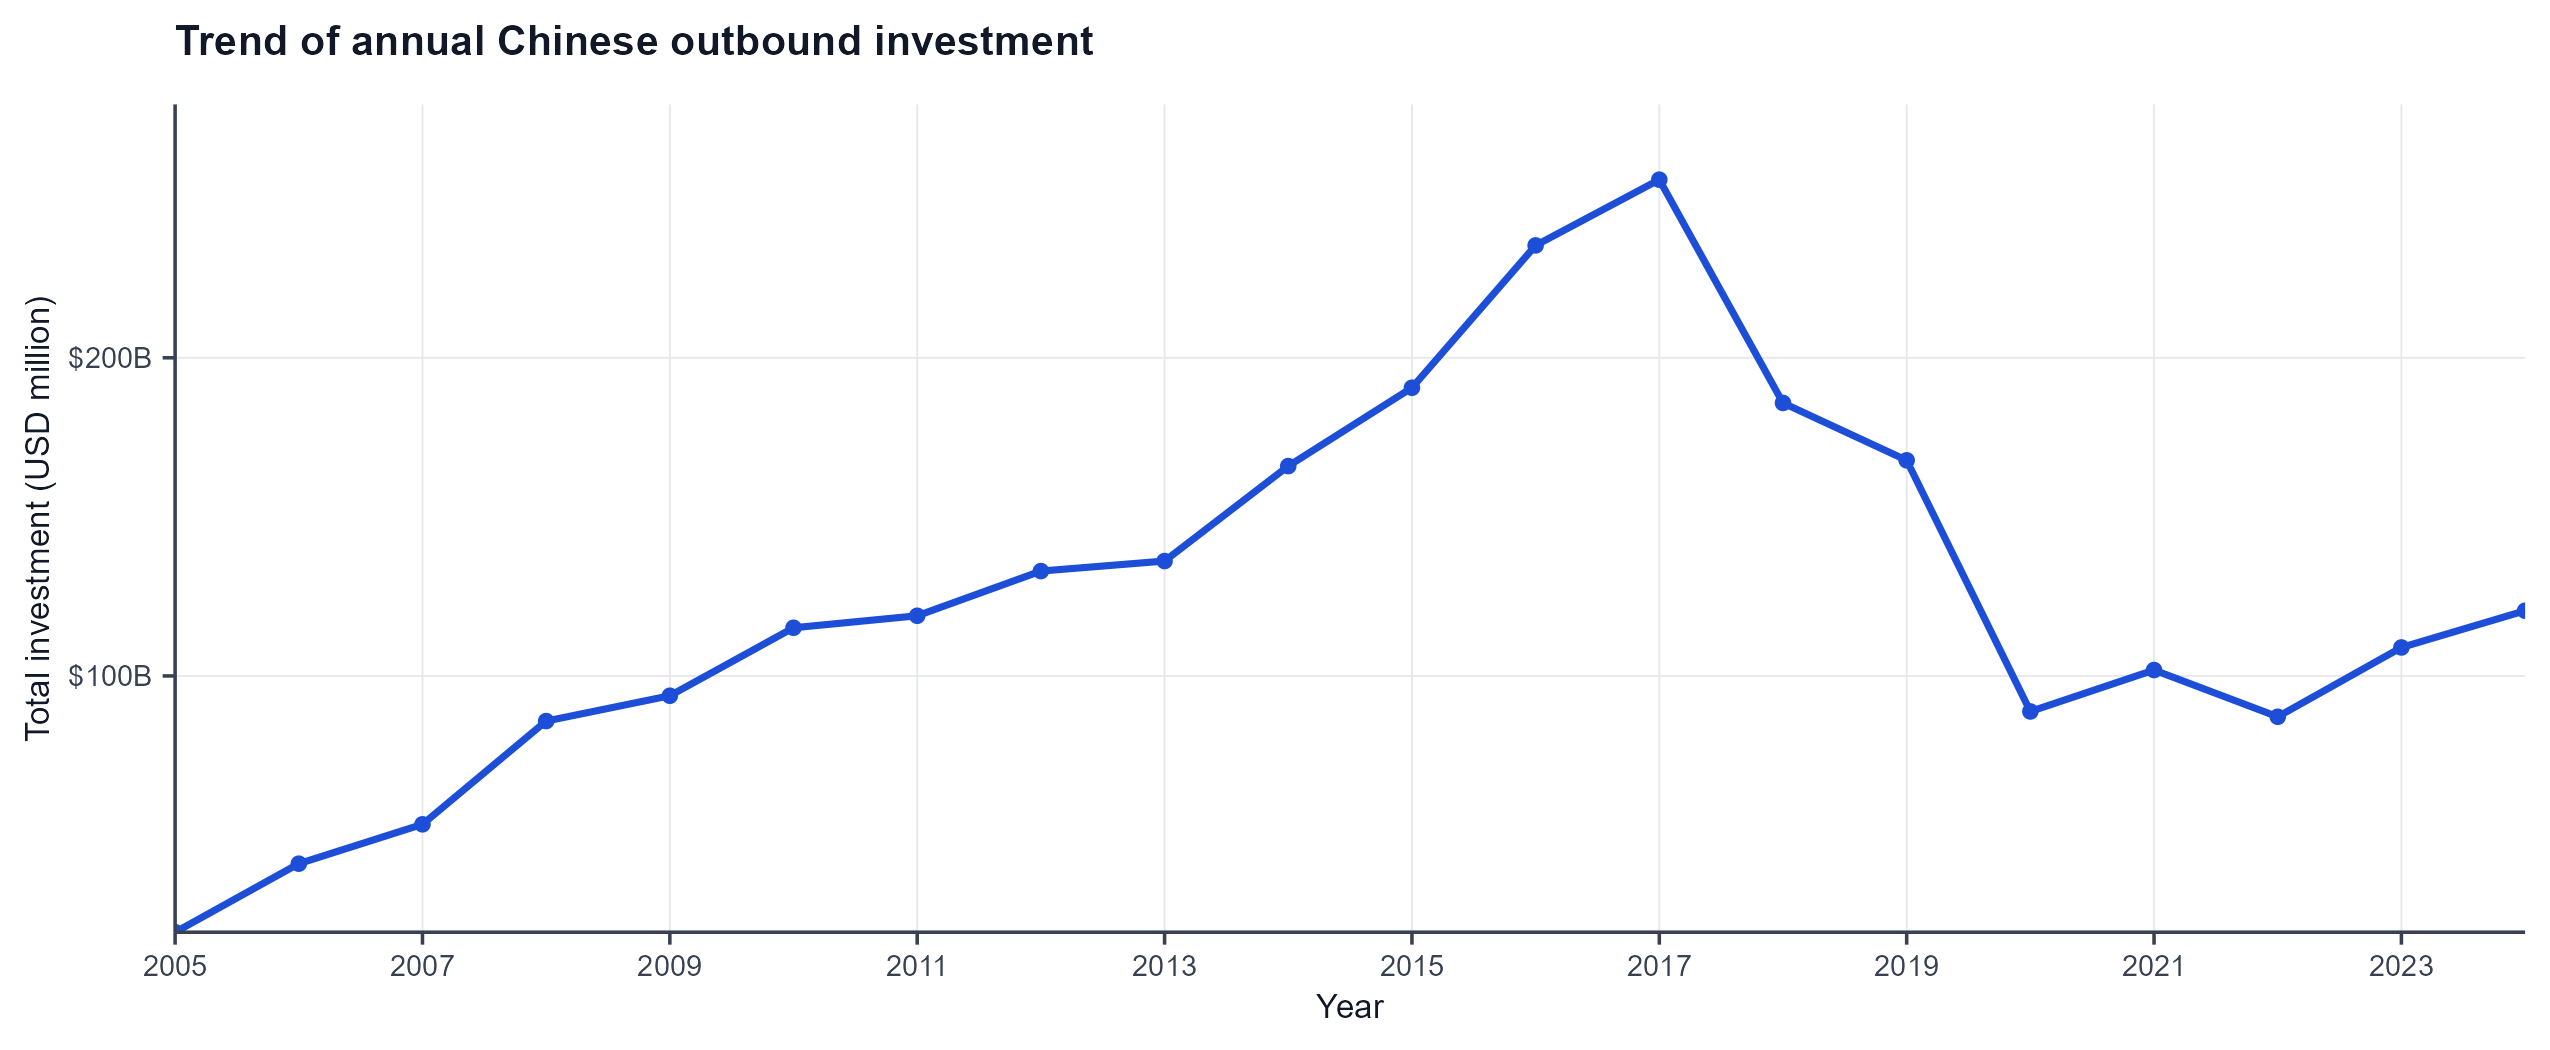 Trend of annual Chinese outbound investment
Total investment (USD million)
$200B
$100B
2005 2007 2009 2011 2013 2015 2017 2019 2021 2023
Year